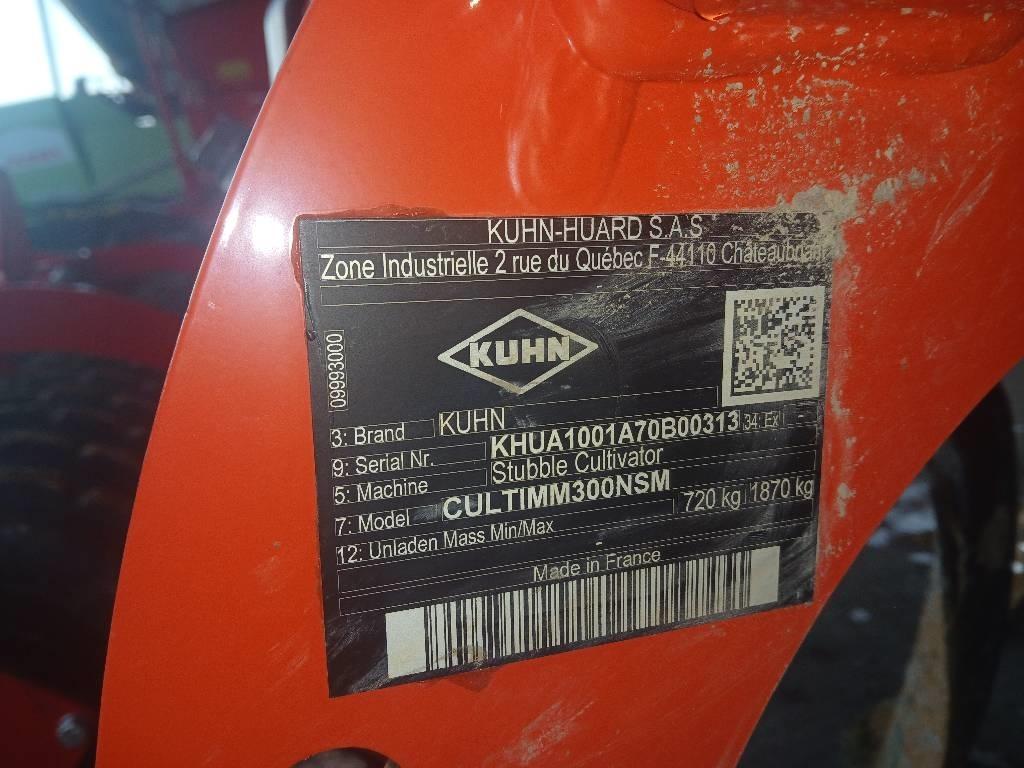 KUHN-HUARD S.A.S
Zone Industrielle 2 rue du Québec F-44110 Châteaubriant
09993000
KUHN
3: Brand KUHN
9: Serial Nr. KHUA1001A70B00313 34: Ex
5: Machine Stubble Cultivator
7: Model CULTIMM300NSM
12: Unladen Mass Min/Max 720 kg 1870 kg
Made in France